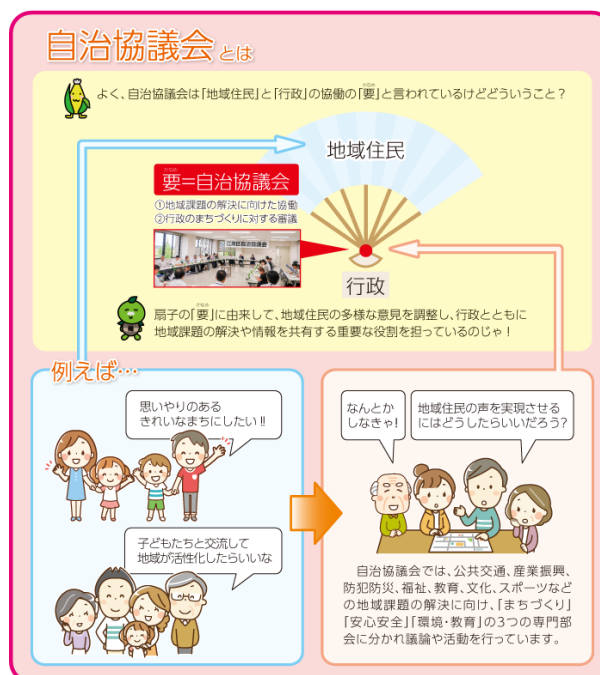 自治協議会とは
よく、自治協議会は「地域住民」と「行政」の協働の「要」と言われているけどどういうこと?
かなめ
地域住民
かなめ
要=自治協議会
①地域課題の解決に向けた協働
②行政のまちづくりに対する審議
行政
かなめ
扇子の「要」に由来して、地域住民の多様な意見を調整し、行政とともに
地域課題の解決や情報を共有する重要な役割を担っているのじゃ!
例えば…
思いやりのある
きれいなまちにしたい!!
子どもたちと交流して
地域が活性化したらいいな
なんとか
しなきゃ!
地域住民の声を実現させる
にはどうしたらいいだろう?
自治協議会では、公共交通、産業振興、
防犯防災、福祉、教育、文化、スポーツなど
の地域課題の解決に向け、「まちづくり」
「安心安全」「環境・教育」の3つの専門部
会に分かれ議論や活動を行っています。